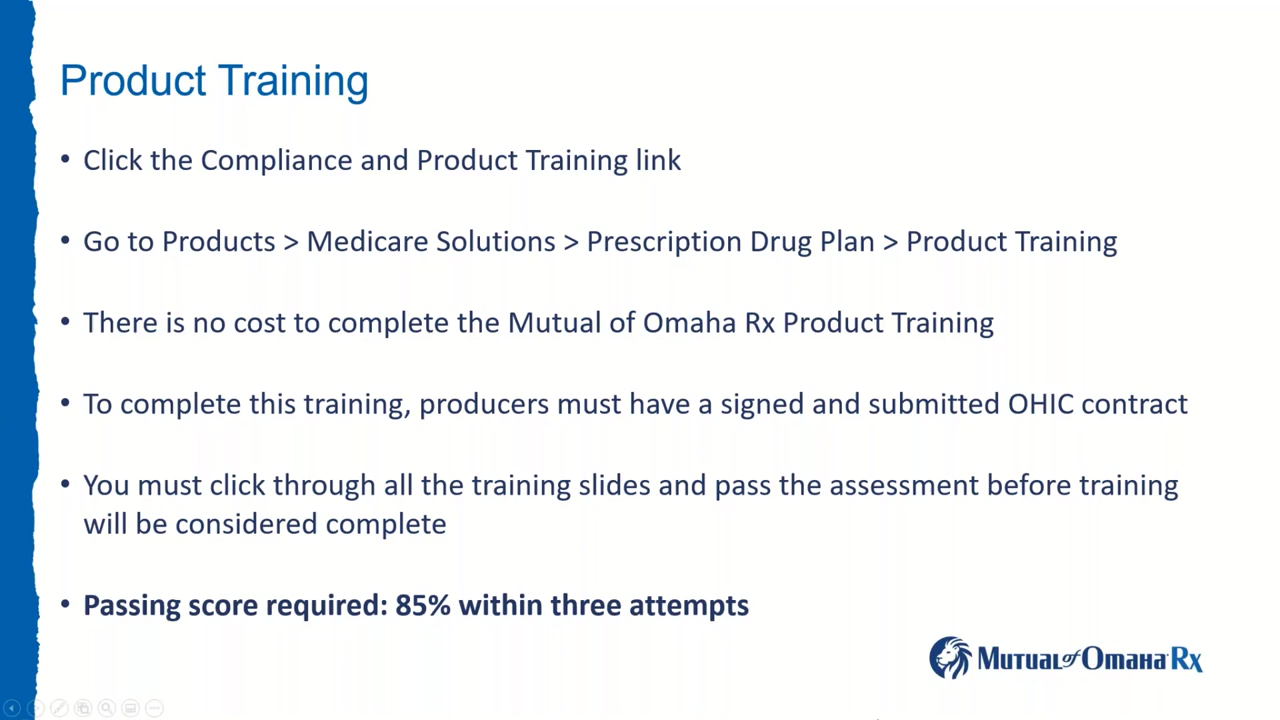 Product Training
• Click the Compliance and Product Training link
• Go to Products > Medicare Solutions > Prescription Drug Plan > Product Training
• There is no cost to complete the Mutual of Omaha Rx Product Training
• To complete this training, producers must have a signed and submitted OHIC contract
• You must click through all the training slides and pass the assessment before training
will be considered complete
• Passing score required: 85% within three attempts
Mutual of Omaha Rx